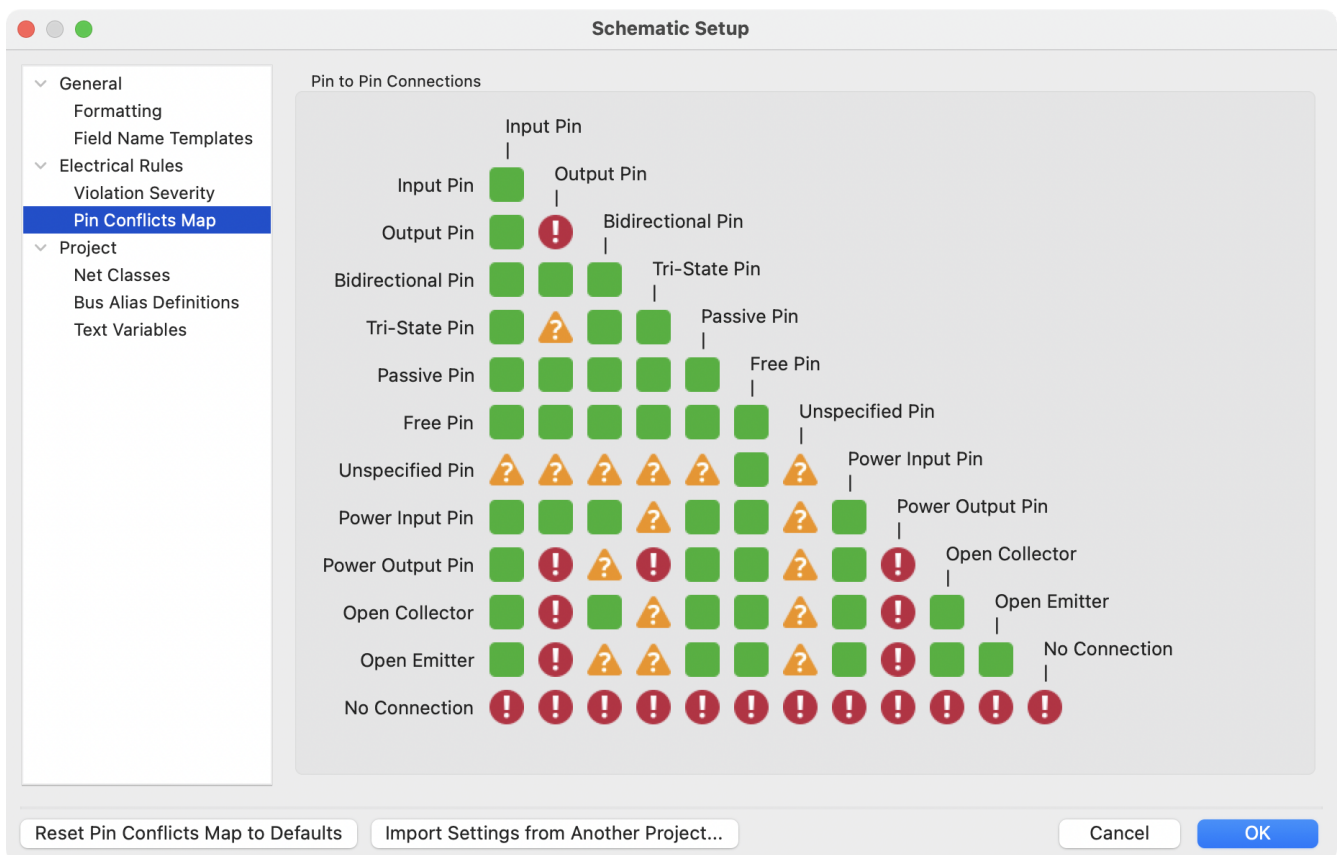 Schematic Setup
General
Formatting
Field Name Templates
Electrical Rules
Violation Severity
Pin Conflicts Map
Project
Net Classes
Bus Alias Definitions
Text Variables
Pin to Pin Connections
Input Pin
Input Pin
Output Pin
Output Pin
Bidirectional Pin
Bidirectional Pin
Tri-State Pin
Tri-State Pin
Passive Pin
Passive Pin
Free Pin
Free Pin
Unspecified Pin
Unspecified Pin
Power Input Pin
Power Input Pin
Power Output Pin
Power Output Pin
Open Collector
Open Collector
Open Emitter
Open Emitter
No Connection
No Connection
Reset Pin Conflicts Map to Defaults
Import Settings from Another Project...
Cancel
OK